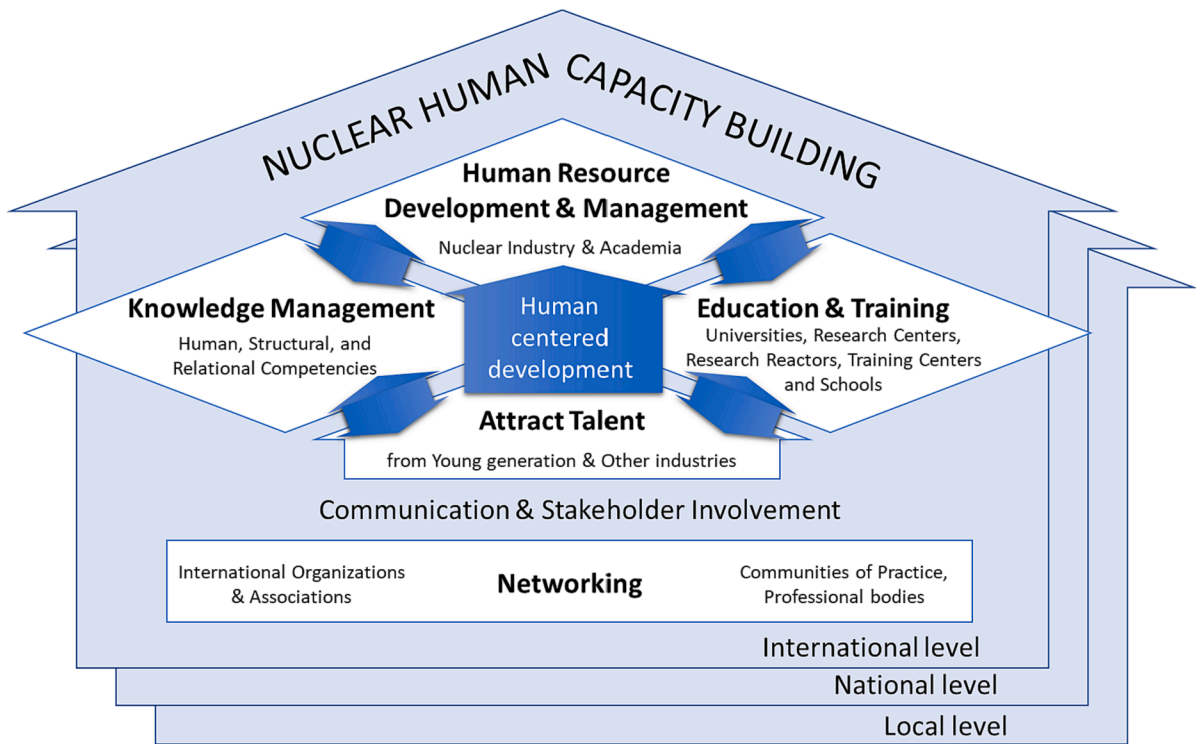 NUCLEAR HUMAN CAPACITY BUILDING
Human Resource
Development & Management
Nuclear Industry & Academia
Knowledge Management
Human, Structural, and
Relational Competencies
Human
centered
development
Education & Training
Universities, Research Centers,
Research Reactors, Training Centers
and Schools
Attract Talent
from Young generation & Other industries
Communication & Stakeholder Involvement
International Organizations
& Associations
Networking
Communities of Practice,
Professional bodies
International level
National level
Local level